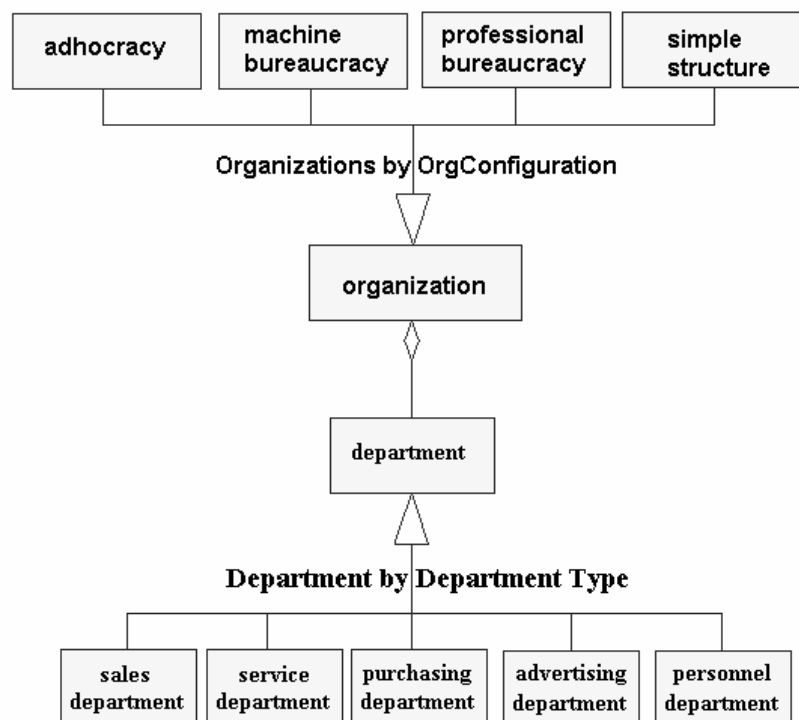 adhocracy
machine
bureaucracy
professional
bureaucracy
simple
structure
Organizations by OrgConfiguration
organization
department
Department by Department Type
sales
department
service
department
purchasing
department
advertising
department
personnel
department